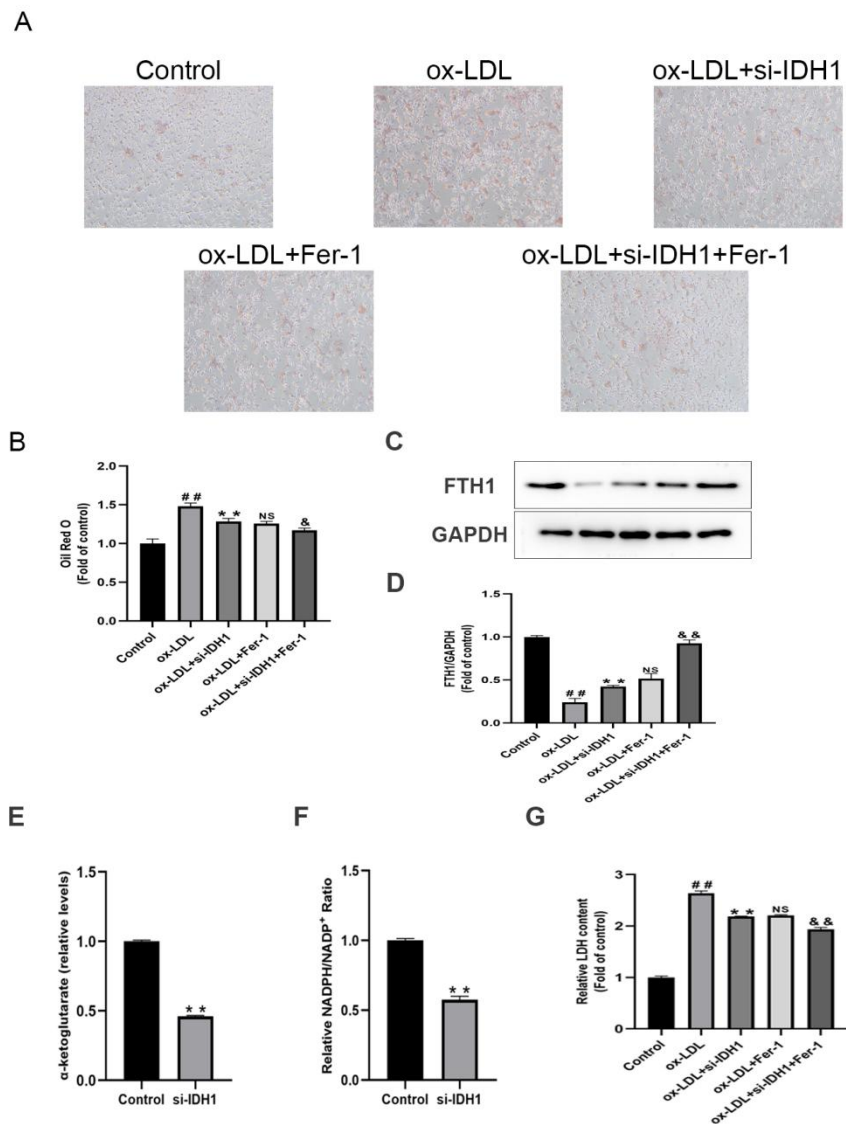 A
Control
ox-LDL
ox-LDL+si-IDH1
ox-LDL+Fer-1
ox-LDL+si-IDH1+Fer-1
B
Oil Red O
(Fold of control)
2.0
1.5
1.0
0.5
0.0
##
**
NS
&
Control
ox-LDL
ox-LDL+si-IDH1
ox-LDL+Fer-1
ox-LDL+si-IDH1+Fer-1
C
FTH1
GAPDH
D
FTH1/GAPDH
(Fold of control)
1.5
1.0
0.5
0.0
##
**
NS
&&
Control
ox-LDL
ox-LDL+si-IDH1
ox-LDL+Fer-1
ox-LDL+si-IDH1+Fer-1
E
α-ketoglutarate (relative levels)
1.5
1.0
0.5
0.0
**
Control si-IDH1
F
Relative NADPH/NADP⁺ Ratio
1.5
1.0
0.5
0.0
**
Control si-IDH1
G
Relative LDH content
(Fold of control)
3
2
1
0
##
**
NS
&&
Control
ox-LDL
ox-LDL+si-IDH1
ox-LDL+Fer-1
ox-LDL+si-IDH1+Fer-1